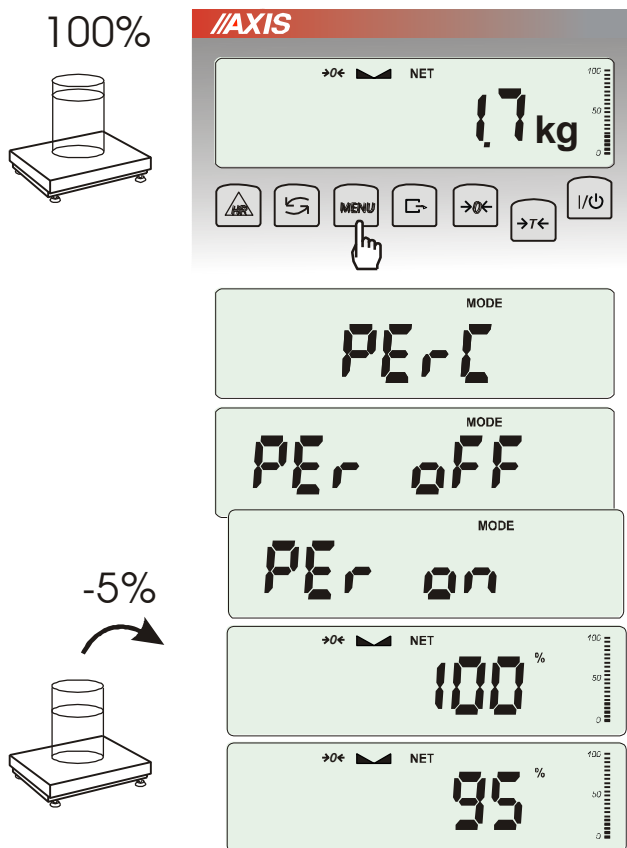 100%
//AXIS
→0← NET 100
50
1.7 kg
0
HR MENU →0← →T← I/⏻
MODE
PErC
MODE
PEr oFF
MODE
PEr on
-5%
→0← NET 100
100 %
50
0
→0← NET 100
95 %
50
0